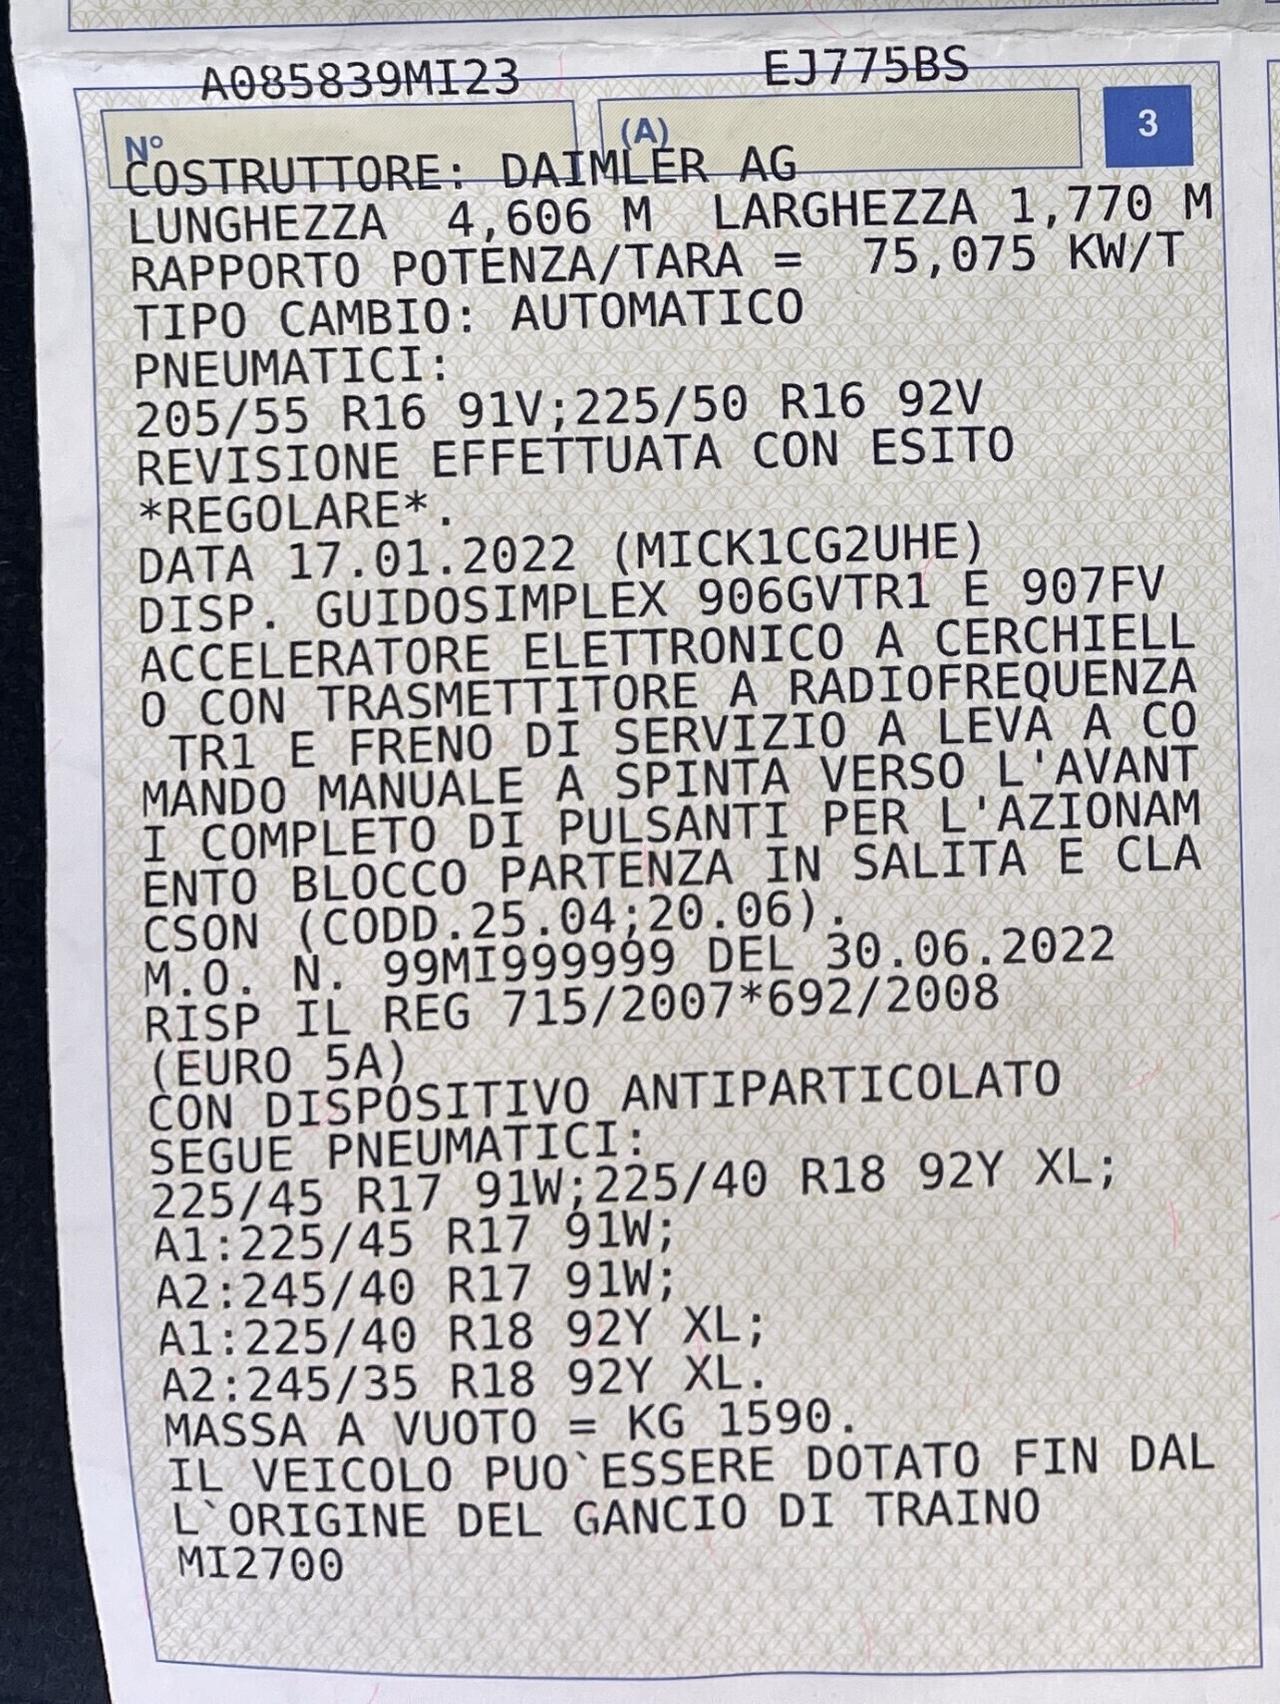 A085839MI23 EJ775BS
N° (A) 3
COSTRUTTORE: DAIMLER AG
LUNGHEZZA 4,606 M LARGHEZZA 1,770 M
RAPPORTO POTENZA/TARA = 75,075 KW/T
TIPO CAMBIO: AUTOMATICO
PNEUMATICI:
205/55 R16 91V;225/50 R16 92V
REVISIONE EFFETTUATA CON ESITO
*REGOLARE*.
DATA 17.01.2022 (MICK1CG2UHE)
DISP. GUIDOSIMPLEX 906GVTR1 E 907FV
ACCELERATORE ELETTRONICO A CERCHIELL
O CON TRASMETTITORE A RADIOFREQUENZA
TR1 E FRENO DI SERVIZIO A LEVA A CO
MANDO MANUALE A SPINTA VERSO L'AVANT
I COMPLETO DI PULSANTI PER L'AZIONAM
ENTO BLOCCO PARTENZA IN SALITA E CLA
CSON (CODD.25.04;20.06).
M.O. N. 99MI999999 DEL 30.06.2022
RISP IL REG 715/2007*692/2008
(EURO 5A)
CON DISPOSITIVO ANTIPARTICOLATO
SEGUE PNEUMATICI:
225/45 R17 91W;225/40 R18 92Y XL;
A1:225/45 R17 91W;
A2:245/40 R17 91W;
A1:225/40 R18 92Y XL;
A2:245/35 R18 92Y XL.
MASSA A VUOTO = KG 1590.
IL VEICOLO PUO`ESSERE DOTATO FIN DAL
L`ORIGINE DEL GANCIO DI TRAINO
MI2700